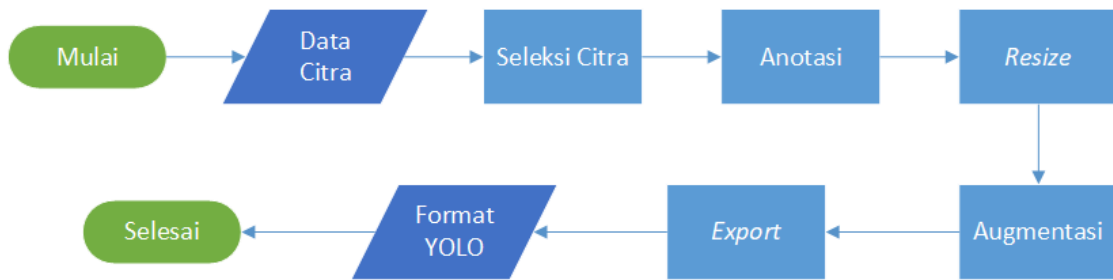 Mulai
Data
Citra
Seleksi Citra
Anotasi
Resize
Augmentasi
Export
Format
YOLO
Selesai